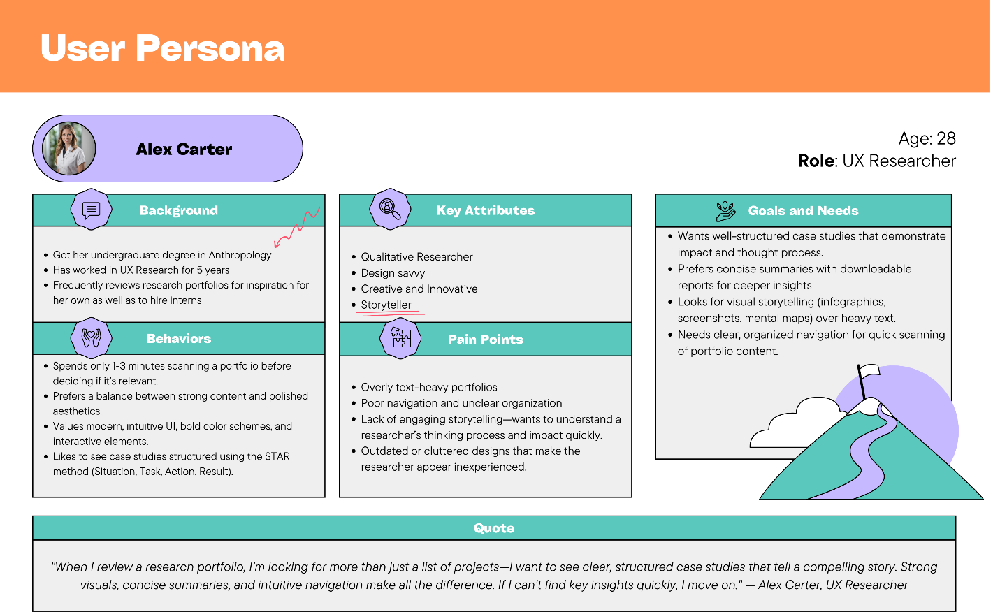 User Persona
Alex Carter
Age: 28
Role: UX Researcher
Background
• Got her undergraduate degree in Anthropology
• Has worked in UX Research for 5 years
• Frequently reviews research portfolios for inspiration for
her own as well as to hire interns
Behaviors
• Spends only 1-3 minutes scanning a portfolio before
deciding if it's relevant.
• Prefers a balance between strong content and polished
aesthetics.
• Values modern, intuitive UI, bold color schemes, and
interactive elements.
• Likes to see case studies structured using the STAR
method (Situation, Task, Action, Result).
Key Attributes
• Qualitative Researcher
• Design savvy
• Creative and Innovative
• Storyteller
Pain Points
• Overly text-heavy portfolios
• Poor navigation and unclear organization
• Lack of engaging storytelling—wants to understand a
researcher's thinking process and impact quickly.
• Outdated or cluttered designs that make the
researcher appear inexperienced.
Goals and Needs
• Wants well-structured case studies that demonstrate
impact and thought process.
• Prefers concise summaries with downloadable
reports for deeper insights.
• Looks for visual storytelling (infographics,
screenshots, mental maps) over heavy text.
• Needs clear, organized navigation for quick scanning
of portfolio content.
Quote
"When I review a research portfolio, I'm looking for more than just a list of projects—I want to see clear, structured case studies that tell a compelling story. Strong
visuals, concise summaries, and intuitive navigation make all the difference. If I can't find key insights quickly, I move on." — Alex Carter, UX Researcher